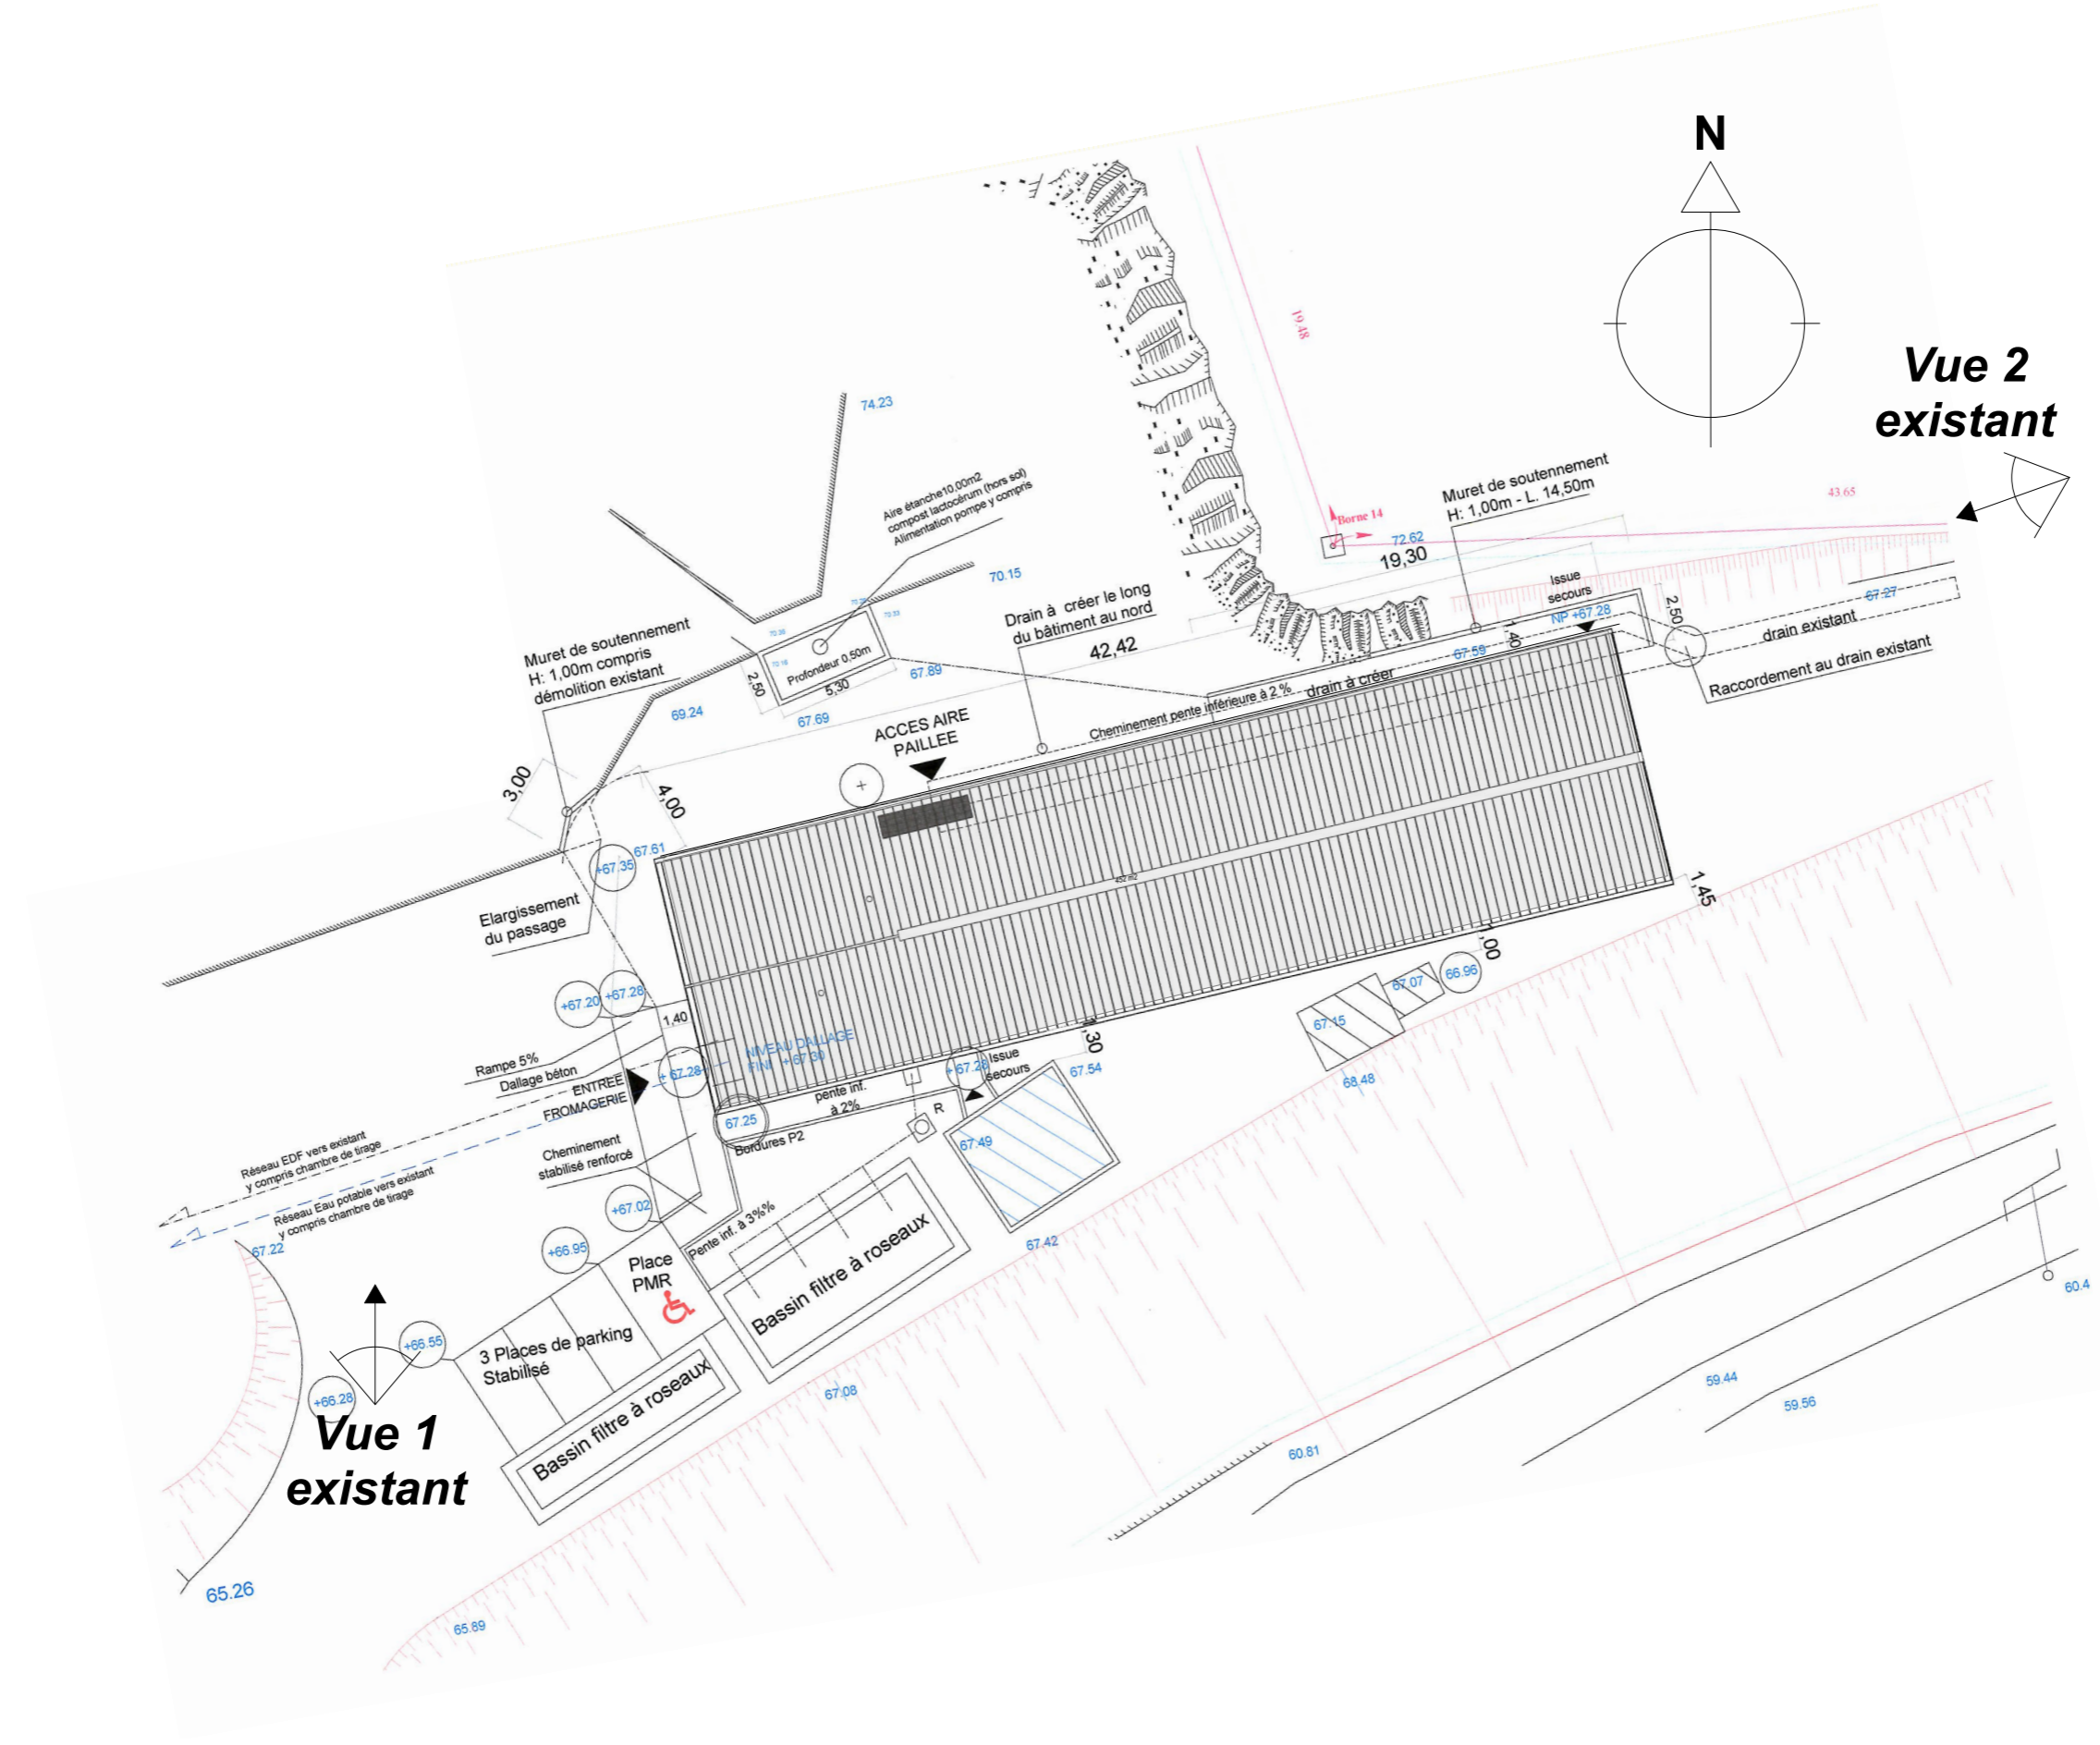 N
Vue 2
existant
74.23
19.48
43.65
Aire étanche10,00m2
compost lactocérum (hors sol)
Alimentation pompe y compris
Muret de soutennement
H: 1,00m - L. 14,50m
Borne 14
72.62
19,30
70.15
Issue
secours
NP +67.28
2,50
67.27
drain existant
Raccordement au drain existant
Drain à créer le long
du bâtiment au nord
42,42
Muret de soutennement
H: 1,00m compris
démolition existant
Profondeur 0,50m
2,50
5,30
67.89
67.69
69.24
1,40
67.59
drain à créer
Cheminement pente inférieure à 2 %
ACCES AIRE
PAILLEE
3,00
4,00
67.61
+67.35
Elargissement
du passage
452 m2
1,45
1,00
66.96
67.07
67.15
68.48
+67.20
+67.28
1,40
NIVEAU DALLAGE
FINI +67.30
1,30
Rampe 5%
Dallage béton
ENTREE
FROMAGERIE
+ 67.28
+ 67.28
Issue
secours
67.54
pente inf.
à 2%
R
67.25
Bordures P2
67.49
67.42
Réseau EDF vers existant
y compris chambre de tirage
Réseau Eau potable vers existant
y compris chambre de tirage
67.22
Cheminement
stabilisé renforcé
+67.02
+66.95
Pente inf. à 3%%
Place
PMR
Bassin filtre à roseaux
3 Places de parking
Stabilisé
Bassin filtre à roseaux
+66.55
+66.28
Vue 1
existant
67.08
60.4
59.44
59.56
60.81
65.26
65.89